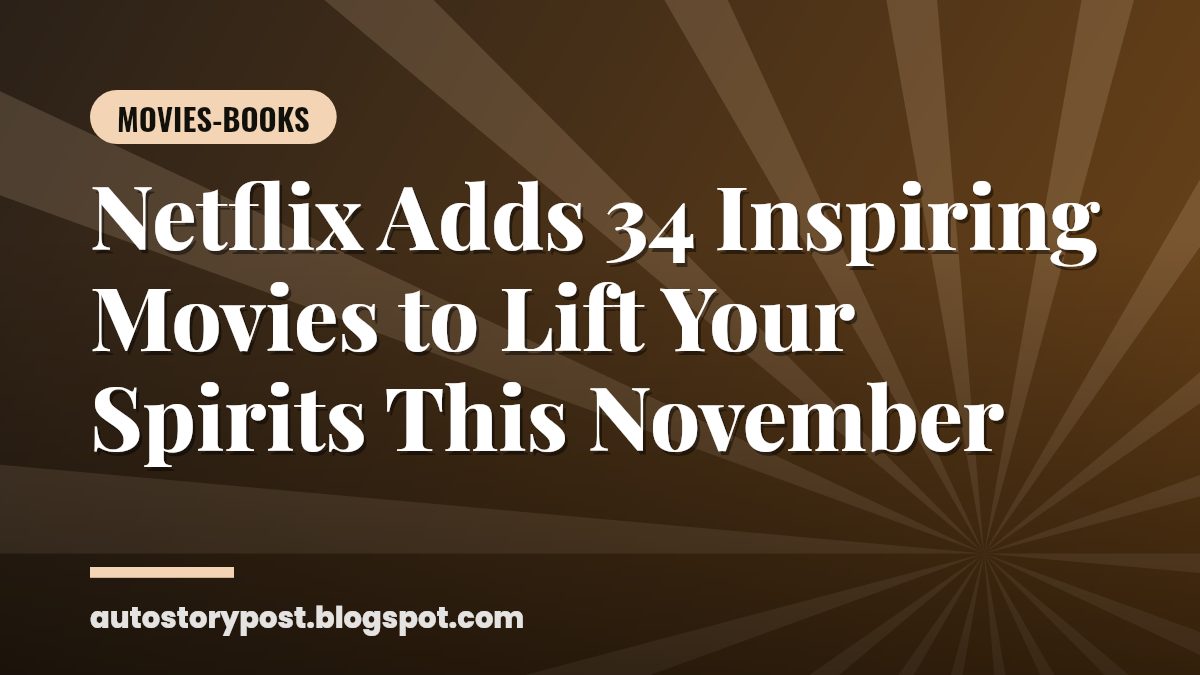 MOVIES-BOOKS
Netflix Adds 34 Inspiring
Movies to Lift Your
Spirits This November
autostorypost.blogspot.com